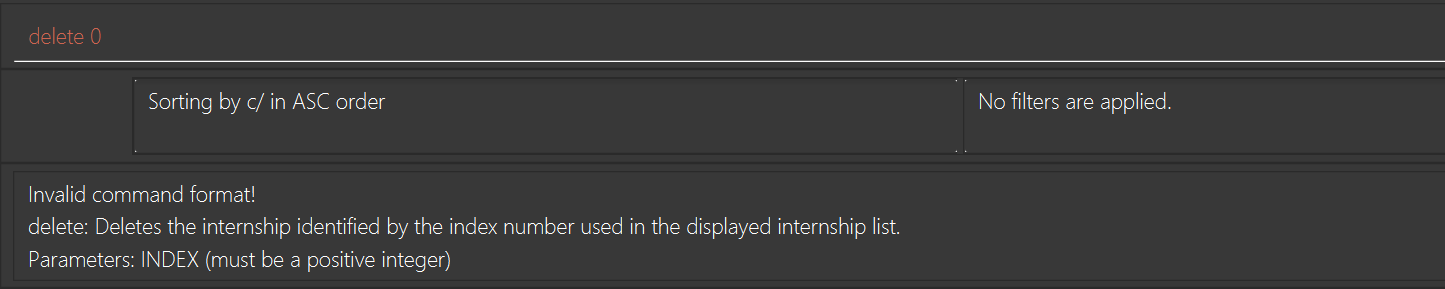 delete 0
Sorting by c/ in ASC order
No filters are applied.
Invalid command format!
delete: Deletes the internship identified by the index number used in the displayed internship list.
Parameters: INDEX (must be a positive integer)